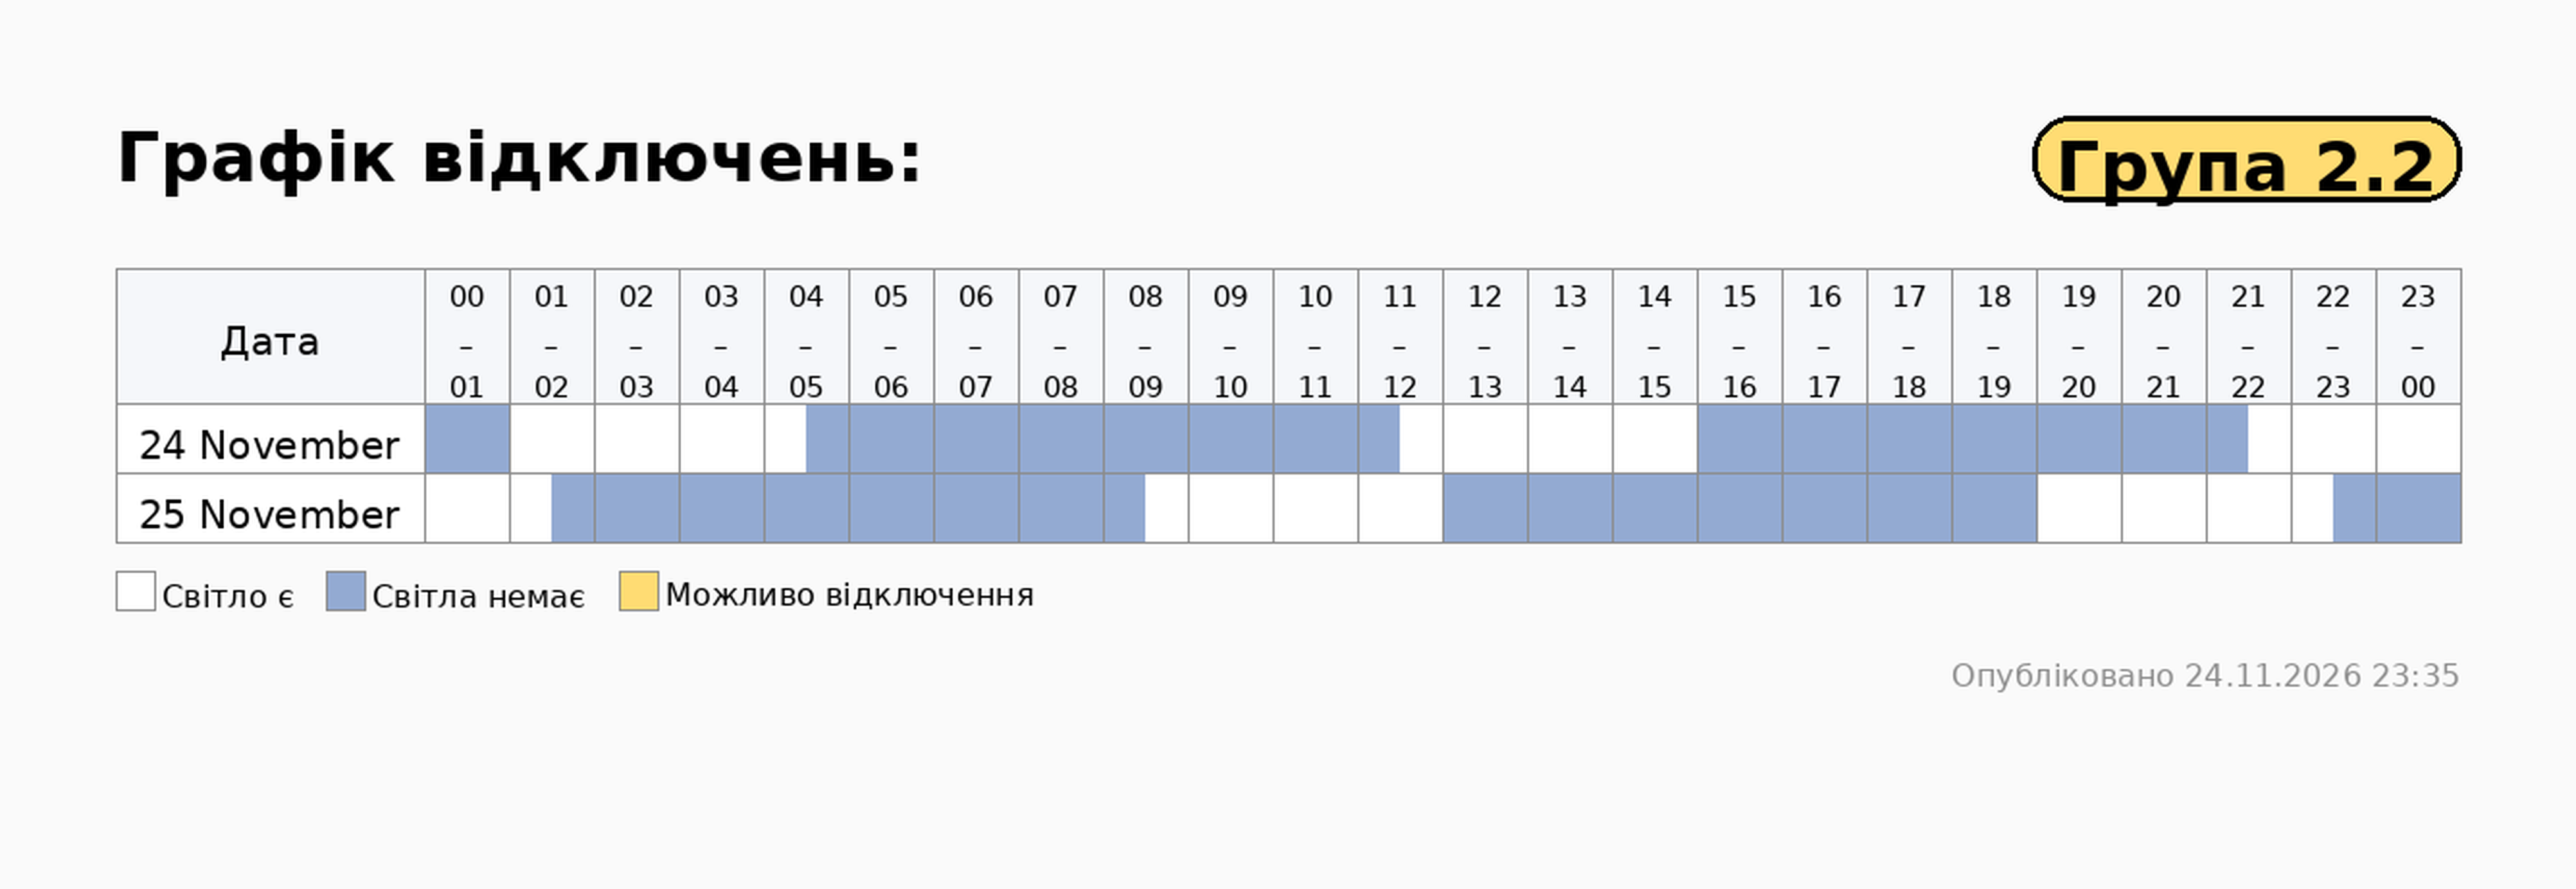 Графік відключень:
Група 2.2
Дата
00 – 01
01 – 02
02 – 03
03 – 04
04 – 05
05 – 06
06 – 07
07 – 08
08 – 09
09 – 10
10 – 11
11 – 12
12 – 13
13 – 14
14 – 15
15 – 16
16 – 17
17 – 18
18 – 19
19 – 20
20 – 21
21 – 22
22 – 23
23 – 00
24 November
25 November
Світло є
Світла немає
Можливо відключення
Опубліковано 24.11.2026 23:35